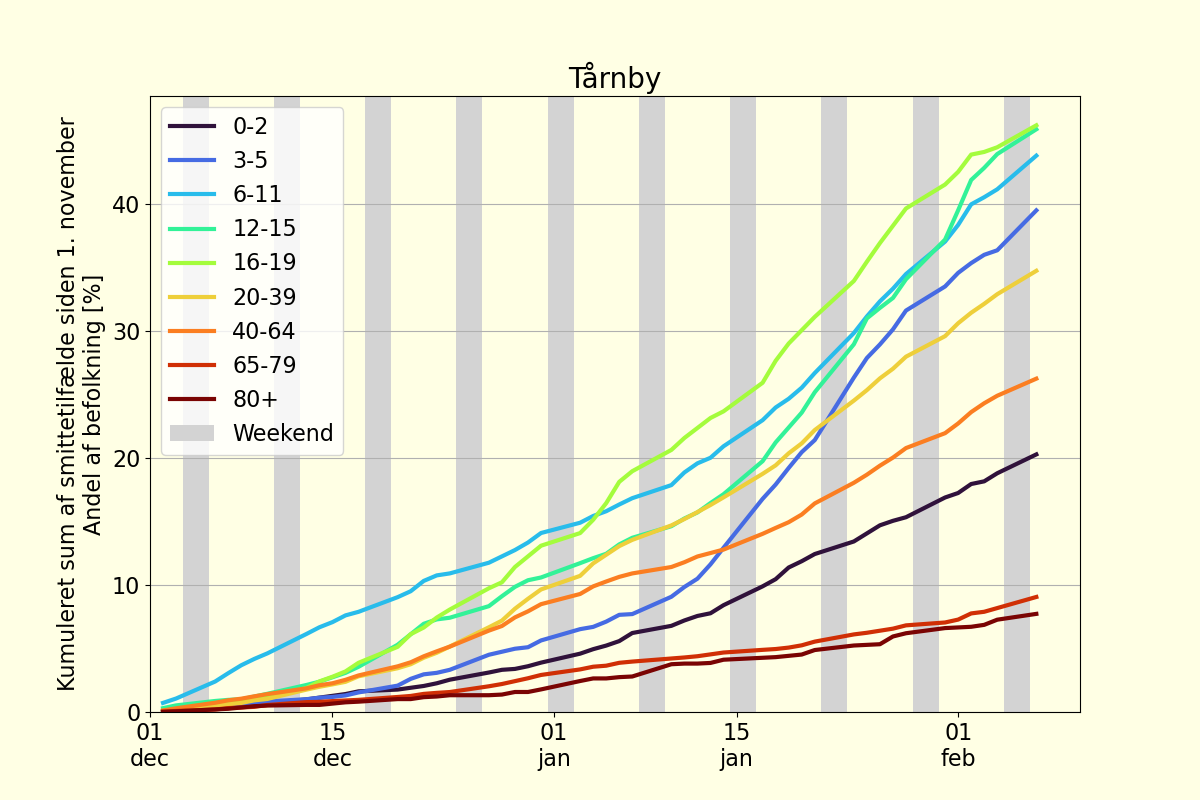 Tårnby
Kumuleret sum af smittetilfælde siden 1. november
Andel af befolkning [%]
0-2
3-5
6-11
12-15
16-19
20-39
40-64
65-79
80+
Weekend
40
30
20
10
0
01
dec
15
dec
01
jan
15
jan
01
feb